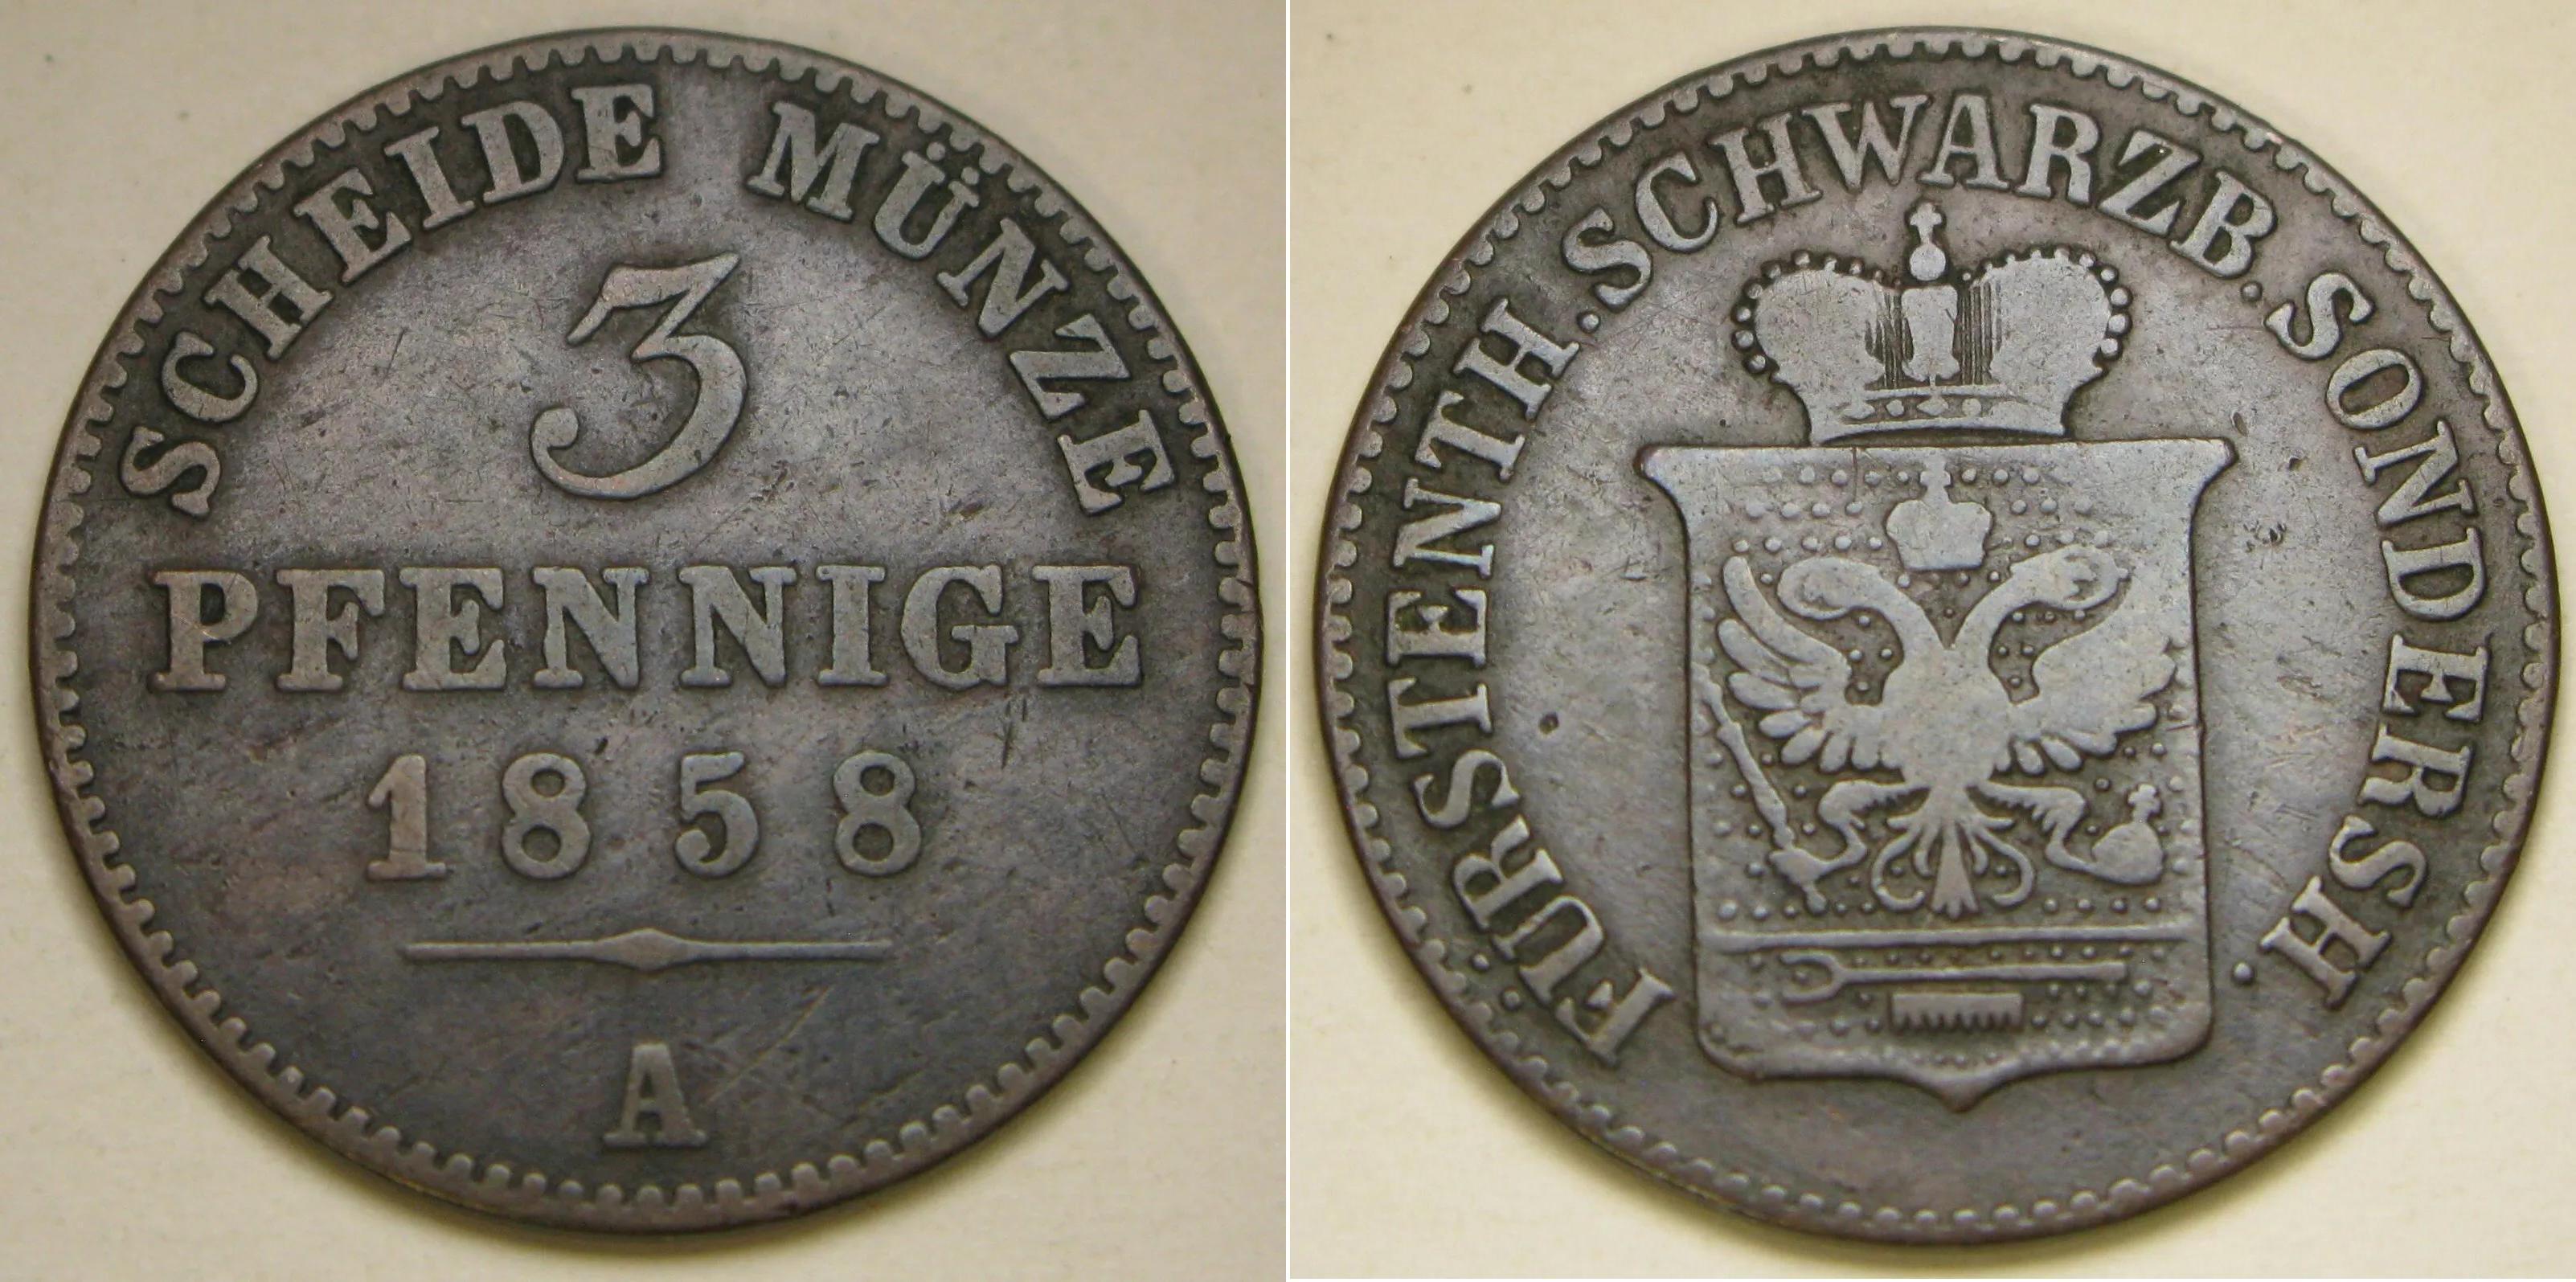 SCHEIDE MÜNZE
3
PFENNIGE
1858
A
FÜRSTENTH.SCHWARZB.SONDERSH.